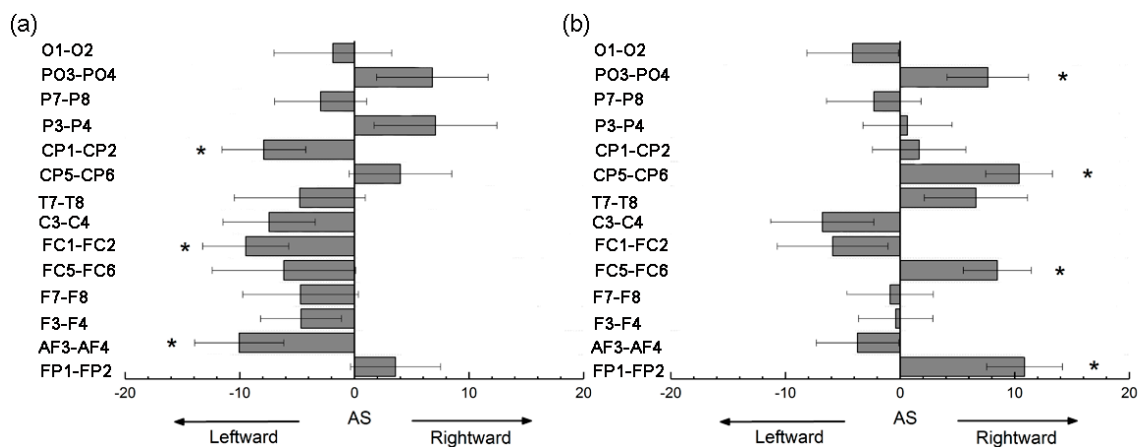 (a)
O1-O2
PO3-PO4
P7-P8
P3-P4
CP1-CP2
*
CP5-CP6
T7-T8
C3-C4
FC1-FC2
*
FC5-FC6
F7-F8
F3-F4
AF3-AF4
*
FP1-FP2
-20 -10 0 10 20
AS
Leftward Rightward
(b)
O1-O2
PO3-PO4
*
P7-P8
P3-P4
CP1-CP2
CP5-CP6
*
T7-T8
C3-C4
FC1-FC2
FC5-FC6
*
F7-F8
F3-F4
AF3-AF4
FP1-FP2
*
-20 -10 0 10 20
AS
Leftward Rightward